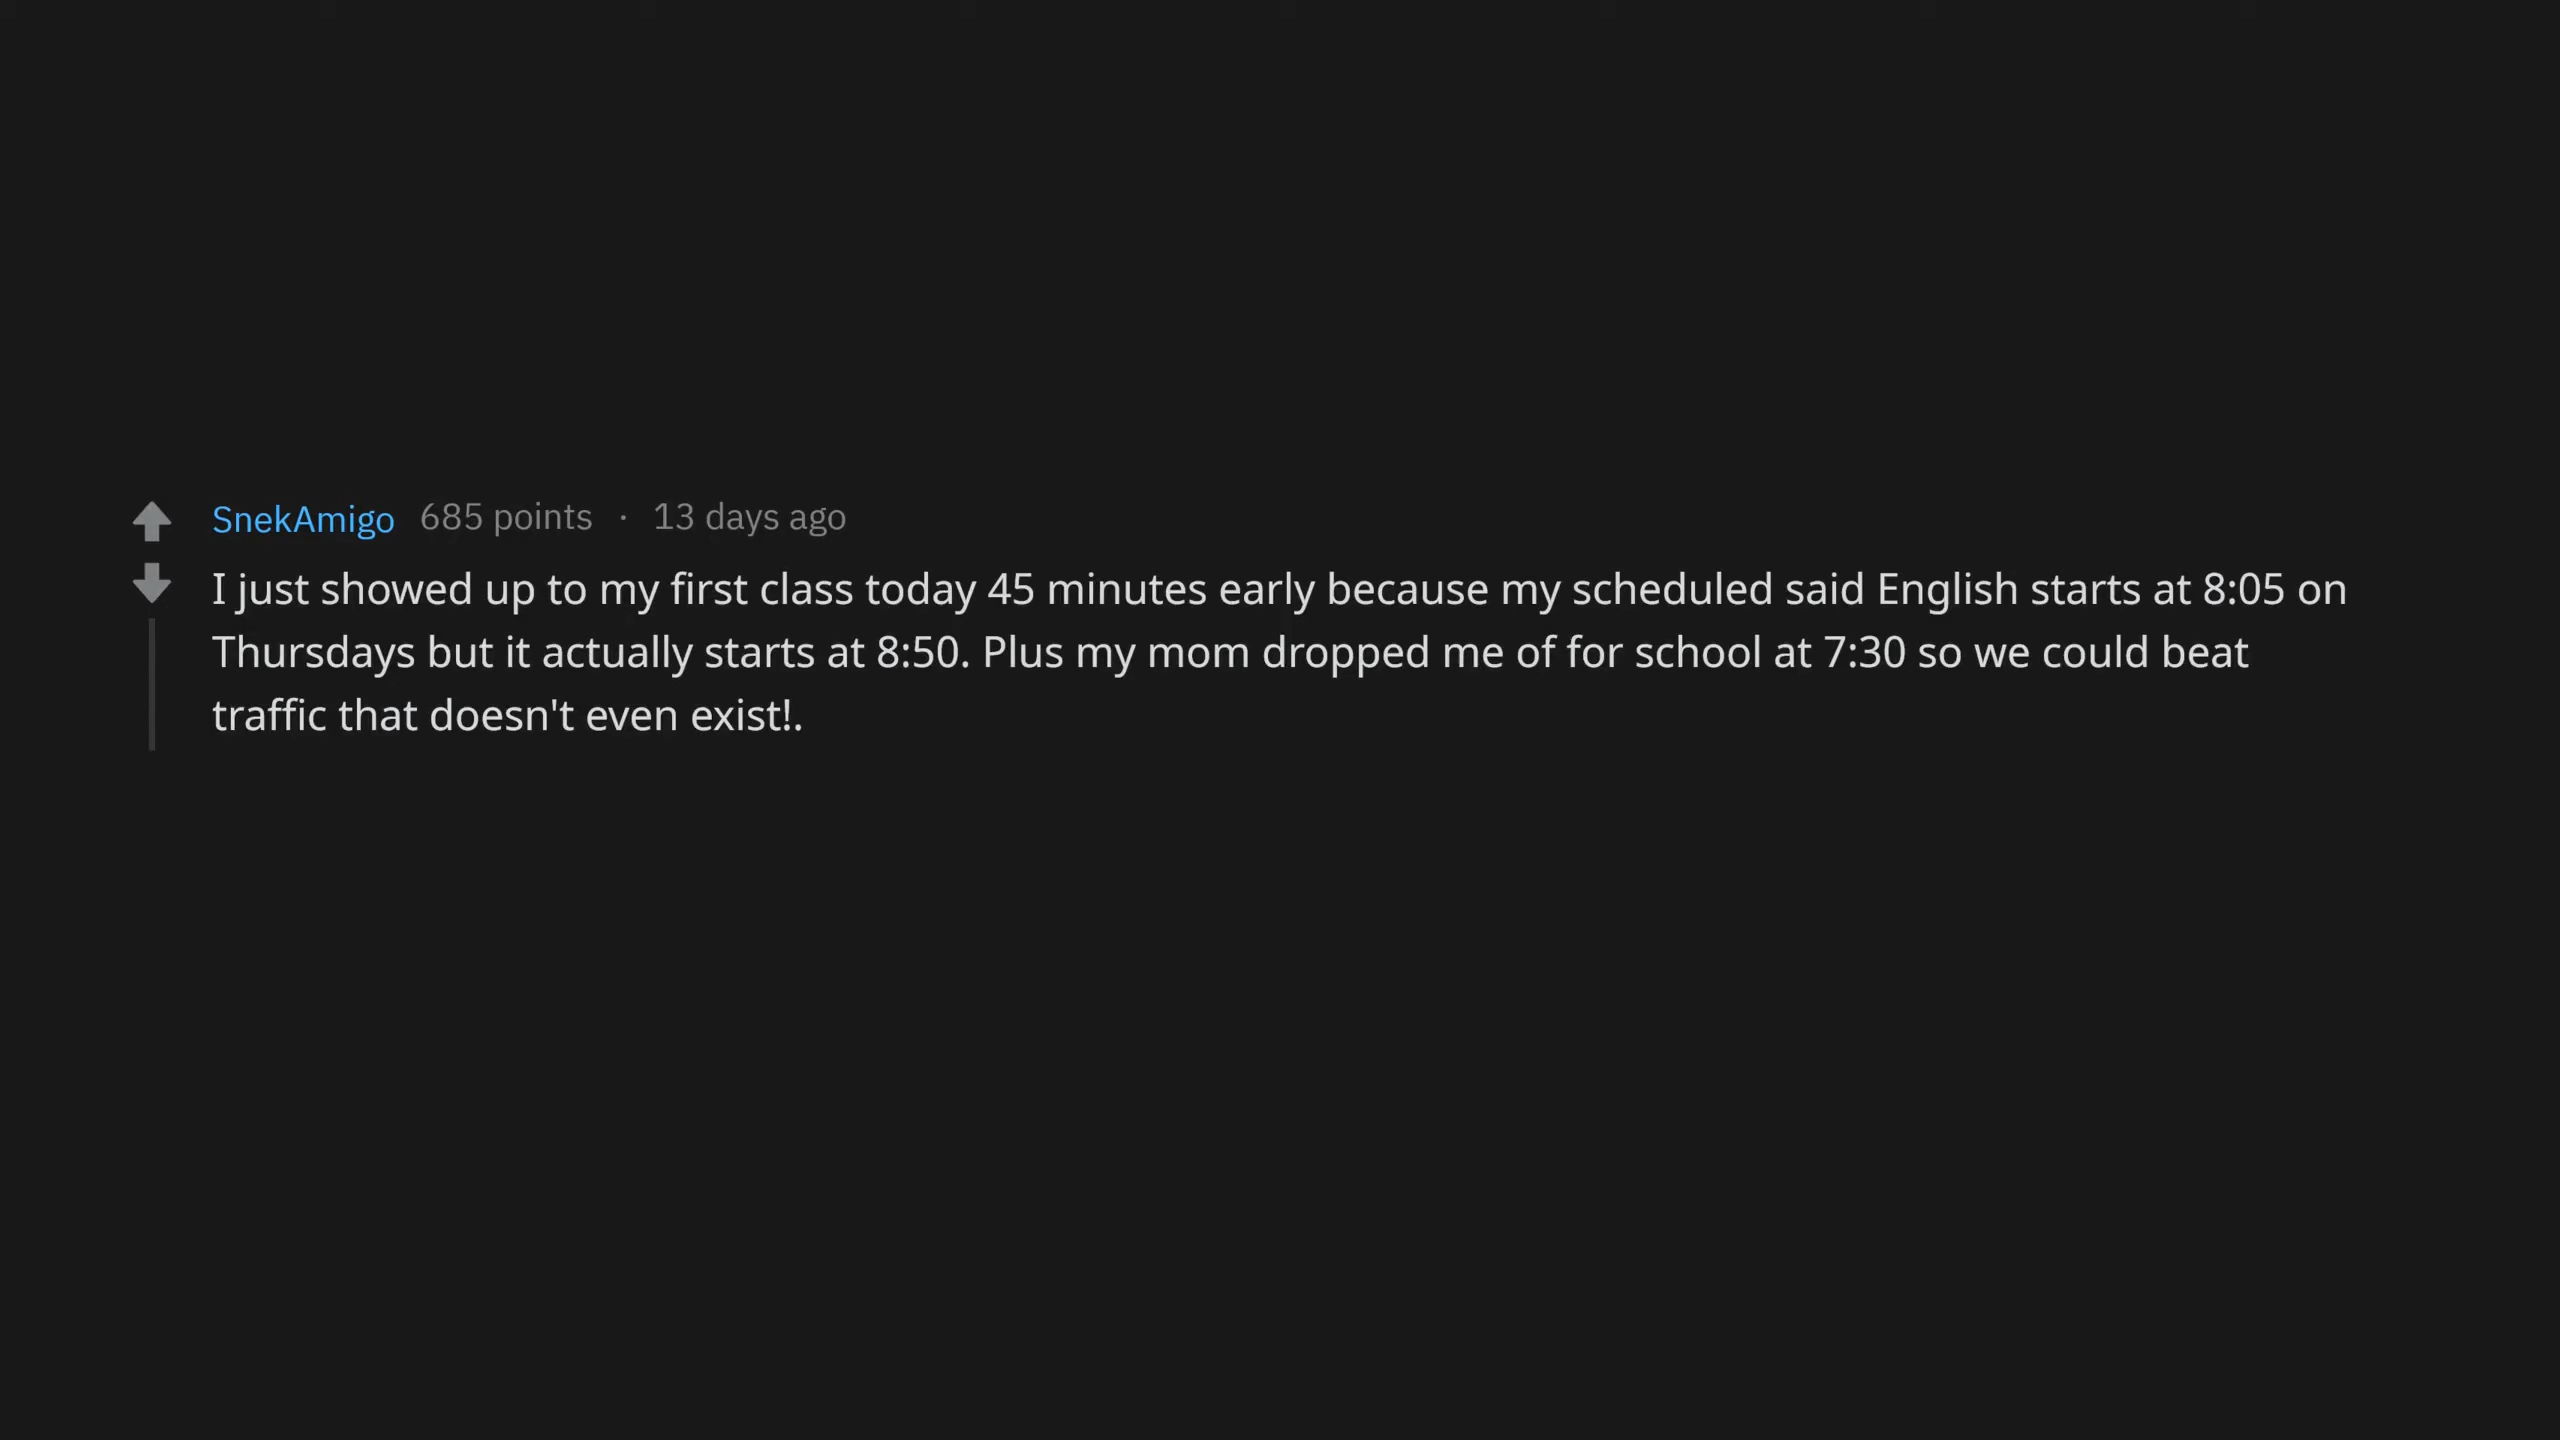 SnekAmigo 685 points · 13 days ago
I just showed up to my first class today 45 minutes early because my scheduled said English starts at 8:05 on
Thursdays but it actually starts at 8:50. Plus my mom dropped me of for school at 7:30 so we could beat
traffic that doesn't even exist!.